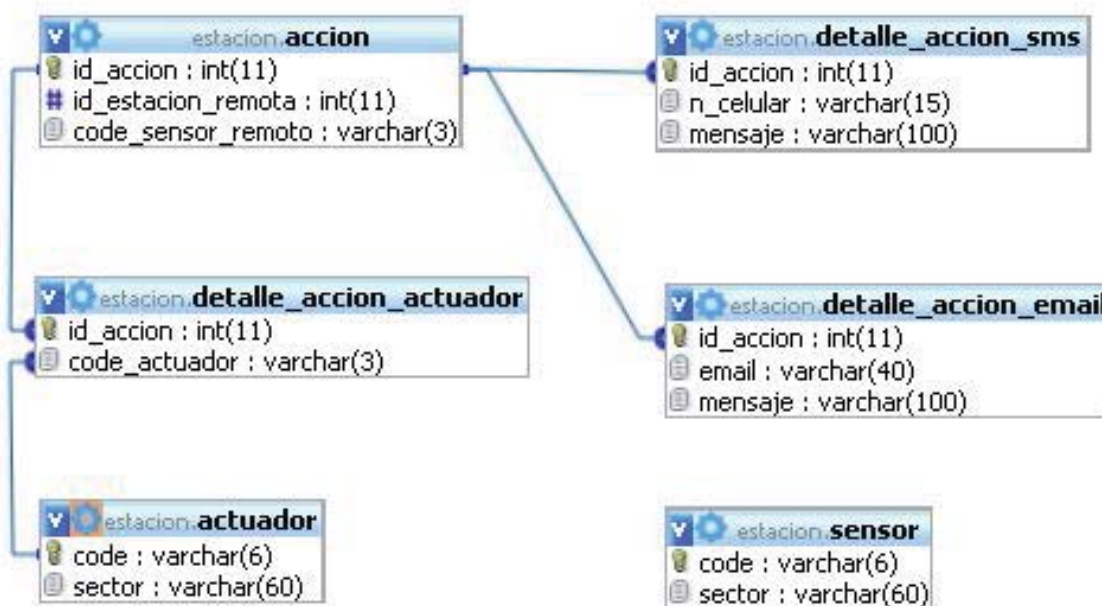 estacion.accion
id_accion : int(11)
# id_estacion_remota : int(11)
code_sensor_remoto : varchar(3)
estacion.detalle_accion_sms
id_accion : int(11)
n_celular : varchar(15)
mensaje : varchar(100)
estacion.detalle_accion_actuador
id_accion : int(11)
code_actuador : varchar(3)
estacion.detalle_accion_email
id_accion : int(11)
email : varchar(40)
mensaje : varchar(100)
estacion.actuador
code : varchar(6)
sector : varchar(60)
estacion.sensor
code : varchar(6)
sector : varchar(60)